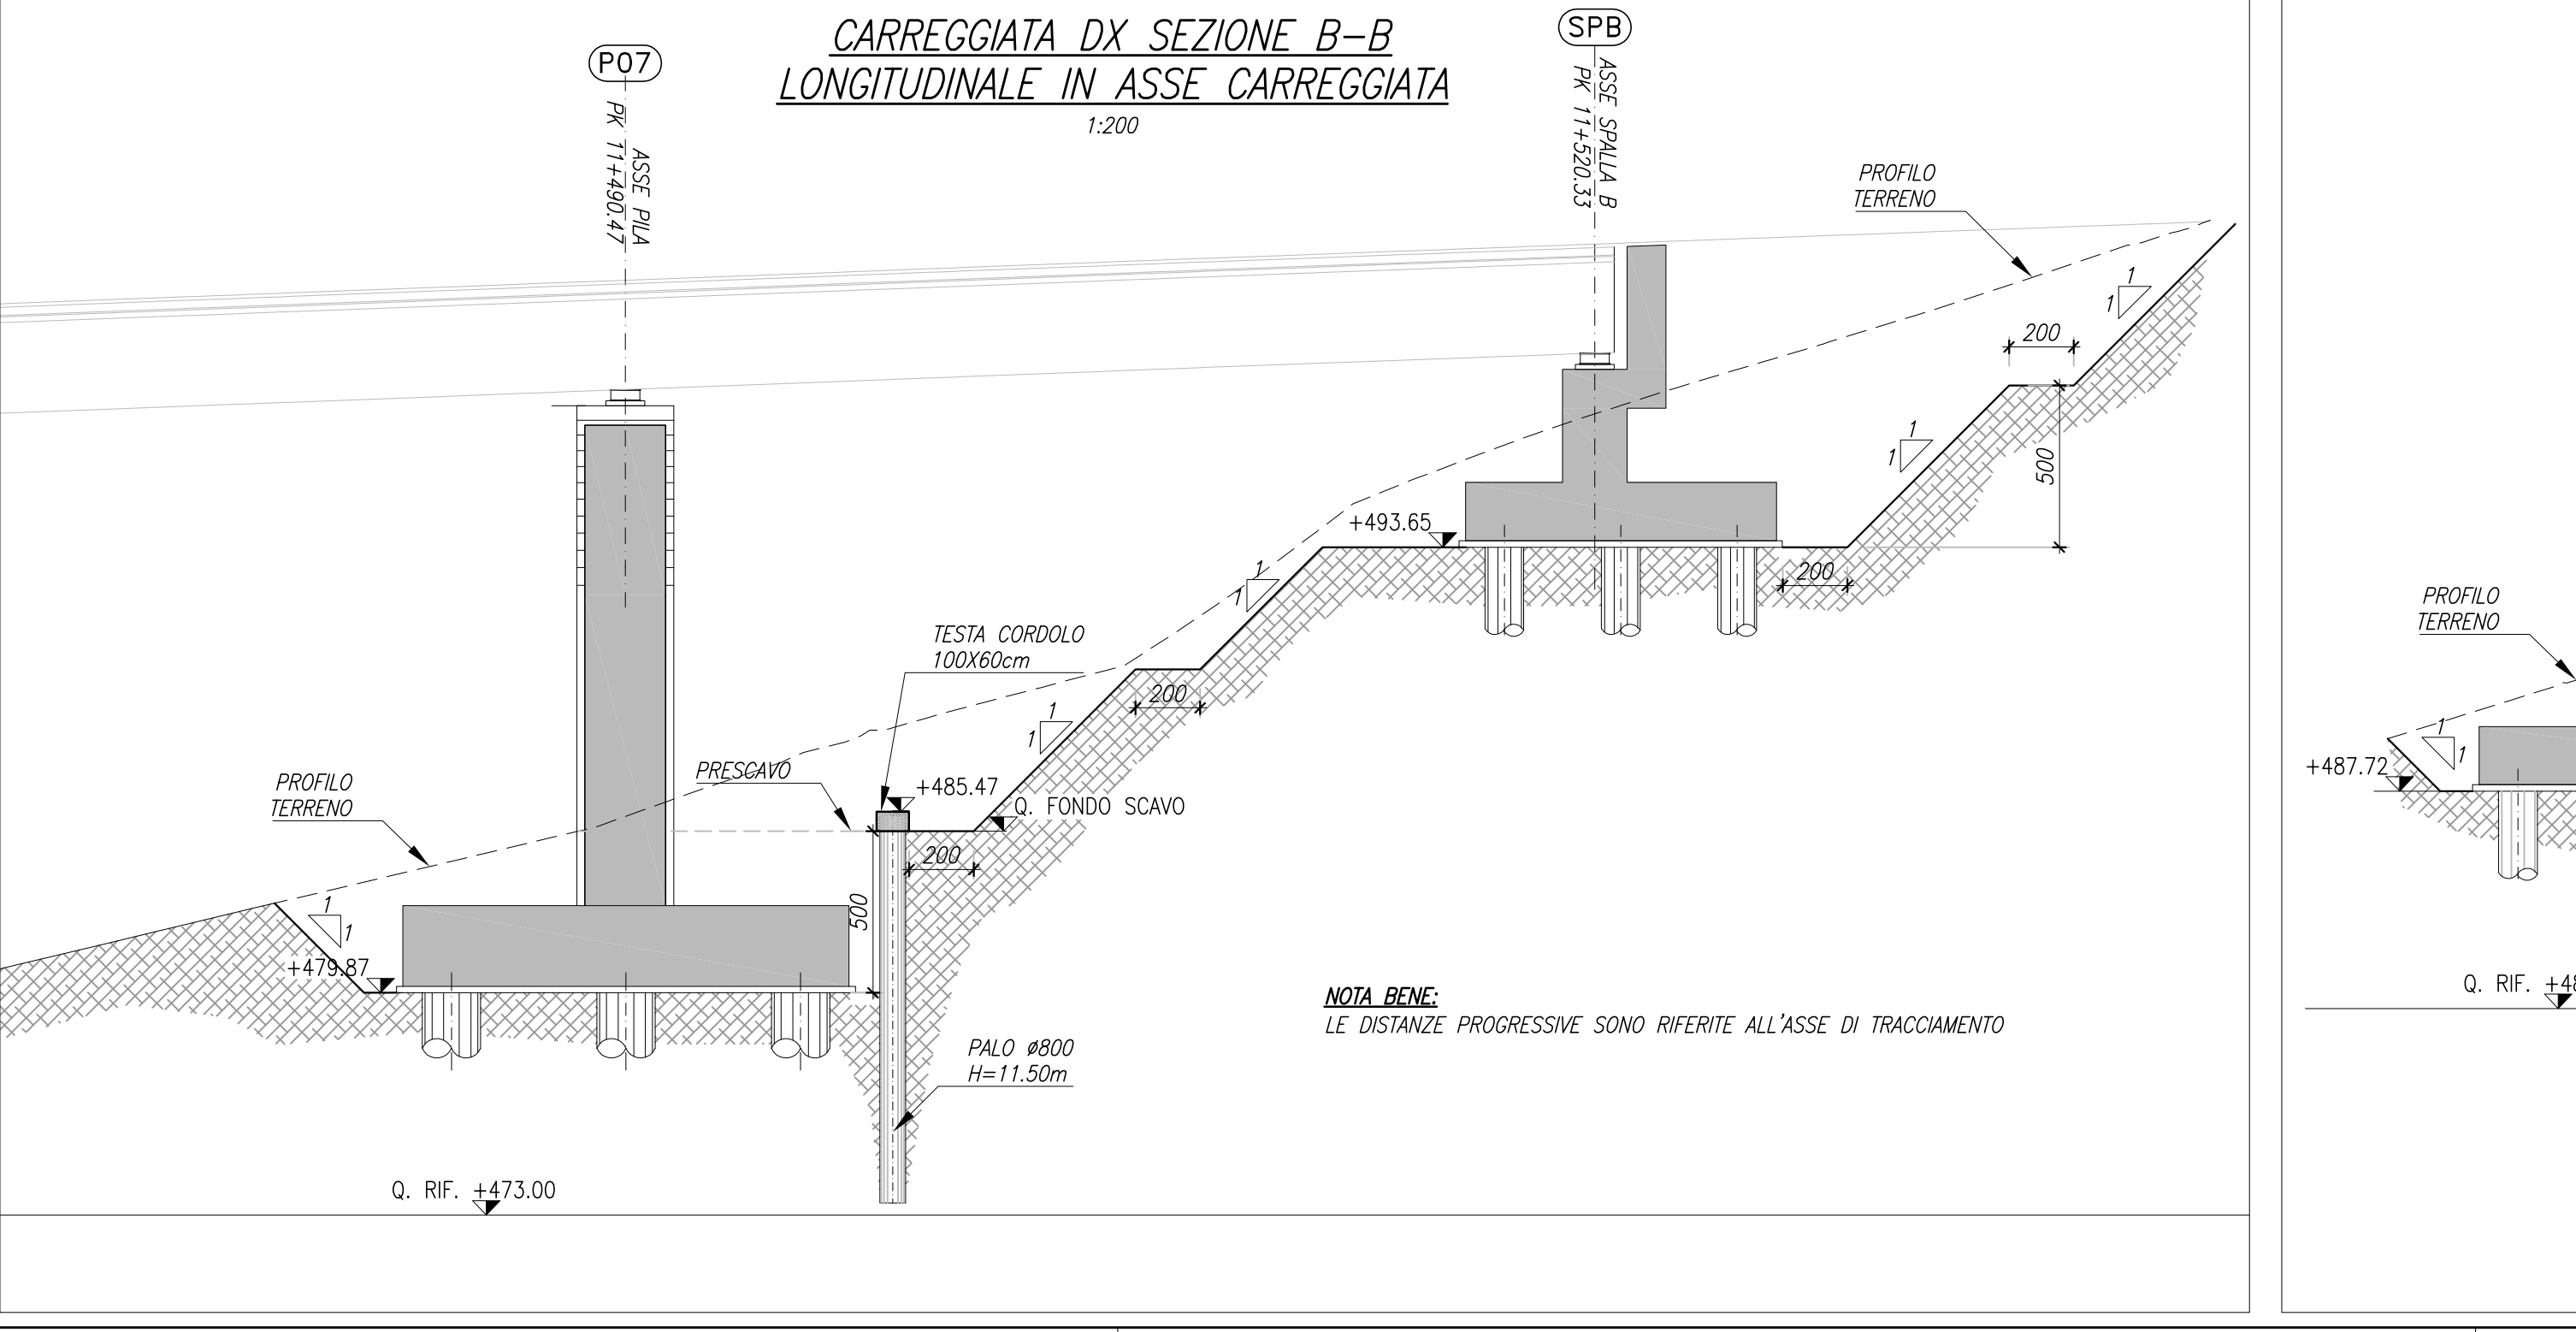 CARREGGIATA DX SEZIONE B-B
LONGITUDINALE IN ASSE CARREGGIATA
1:200
P07
ASSE PILA
PK 11+490.47
SPB
ASSE SPALLA B
PK 11+520.33
PROFILO
TERRENO
1
1
200
1
1
500
+493.65
200
1
1
TESTA CORDOLO
100X60cm
200
1
1
PRESCAVO
+485.47
Q. FONDO SCAVO
200
500
PROFILO
TERRENO
1
1
+479.87
PALO ø800
H=11.50m
NOTA BENE:
LE DISTANZE PROGRESSIVE SONO RIFERITE ALL'ASSE DI TRACCIAMENTO
Q. RIF. +473.00
PROFILO
TERRENO
1
1
+487.72
Q. RIF. +48